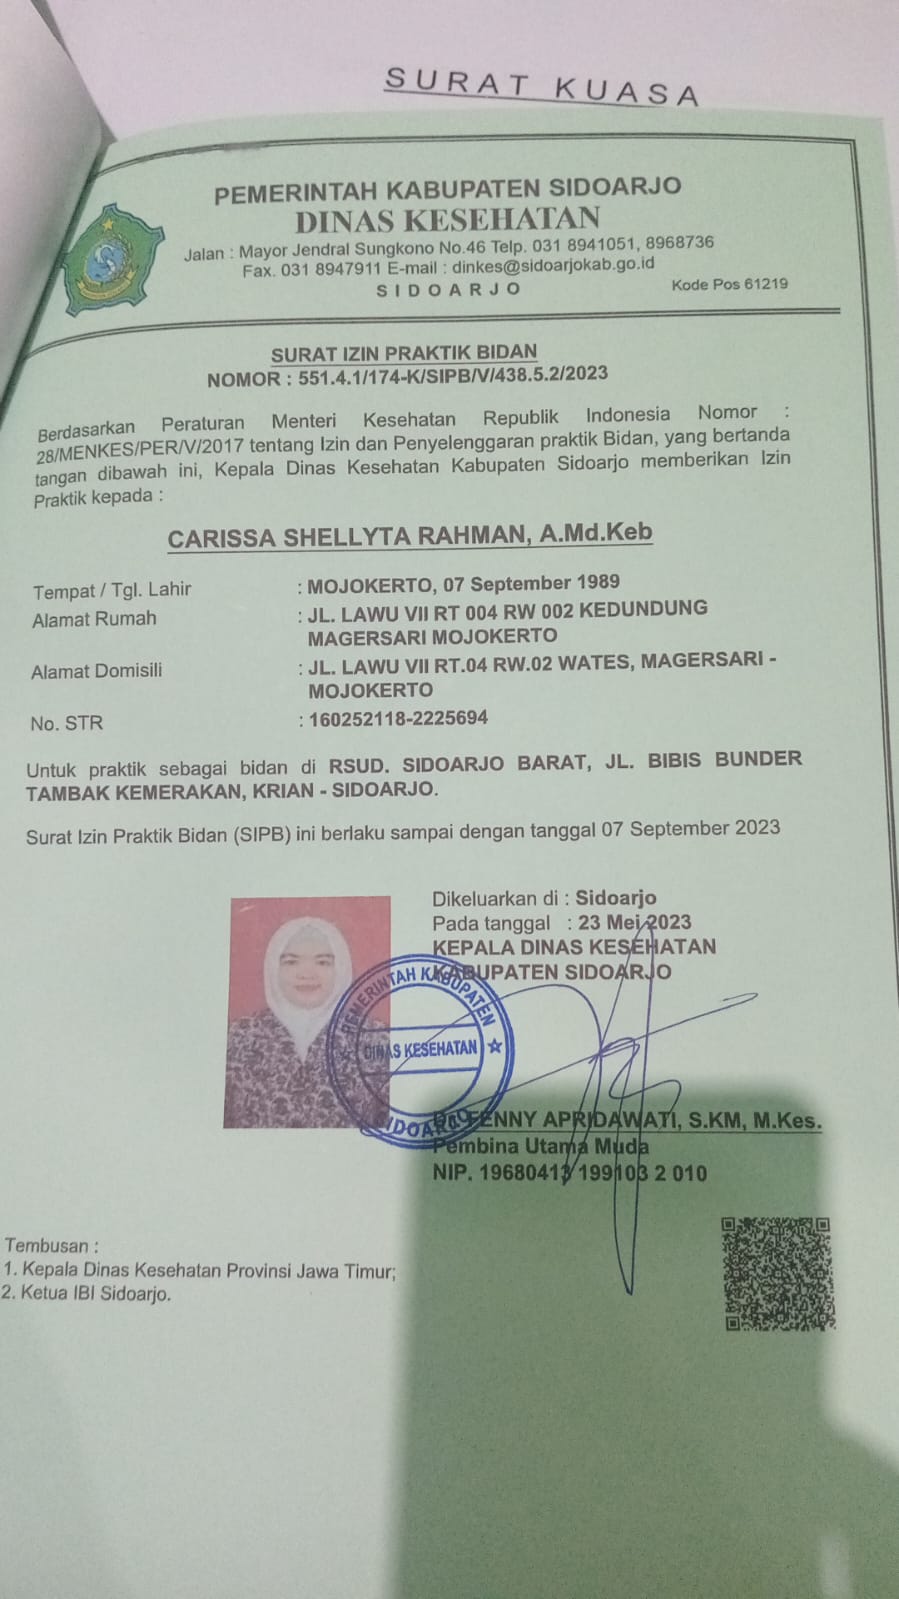 SURAT KUASA
PEMERINTAH KABUPATEN SIDOARJO
DINAS KESEHATAN
Jalan : Mayor Jendral Sungkono No.46 Telp. 031 8941051, 8968736
Fax. 031 8947911 E-mail : dinkes@sidoarjokab.go.id
SIDOARJO
Kode Pos 61219
SURAT IZIN PRAKTIK BIDAN
NOMOR : 551.4.1/174-K/SIPB/V/438.5.2/2023
Berdasarkan Peraturan Menteri Kesehatan Republik Indonesia Nomor :
28/MENKES/PER/V/2017 tentang Izin dan Penyelenggaran praktik Bidan, yang bertanda
tangan dibawah ini, Kepala Dinas Kesehatan Kabupaten Sidoarjo memberikan Izin
Praktik kepada :
CARISSA SHELLYTA RAHMAN, A.Md.Keb
Tempat / Tgl. Lahir : MOJOKERTO, 07 September 1989
Alamat Rumah : JL. LAWU VII RT 004 RW 002 KEDUNDUNG
MAGERSARI MOJOKERTO
Alamat Domisili : JL. LAWU VII RT.04 RW.02 WATES, MAGERSARI -
MOJOKERTO
No. STR : 160252118-2225694
Untuk praktik sebagai bidan di RSUD. SIDOARJO BARAT, JL. BIBIS BUNDER
TAMBAK KEMERAKAN, KRIAN - SIDOARJO.
Surat Izin Praktik Bidan (SIPB) ini berlaku sampai dengan tanggal 07 September 2023
Dikeluarkan di : Sidoarjo
Pada tanggal : 23 Mei 2023
KEPALA DINAS KESEHATAN
KABUPATEN SIDOARJO
PEMERINTAH KABUPATEN
DINAS KESEHATAN
SIDOARJO
FENNY APRIDAWATI, S.KM, M.Kes.
Pembina Utama Muda
NIP. 19680413 199103 2 010
Tembusan :
1. Kepala Dinas Kesehatan Provinsi Jawa Timur;
2. Ketua IBI Sidoarjo.